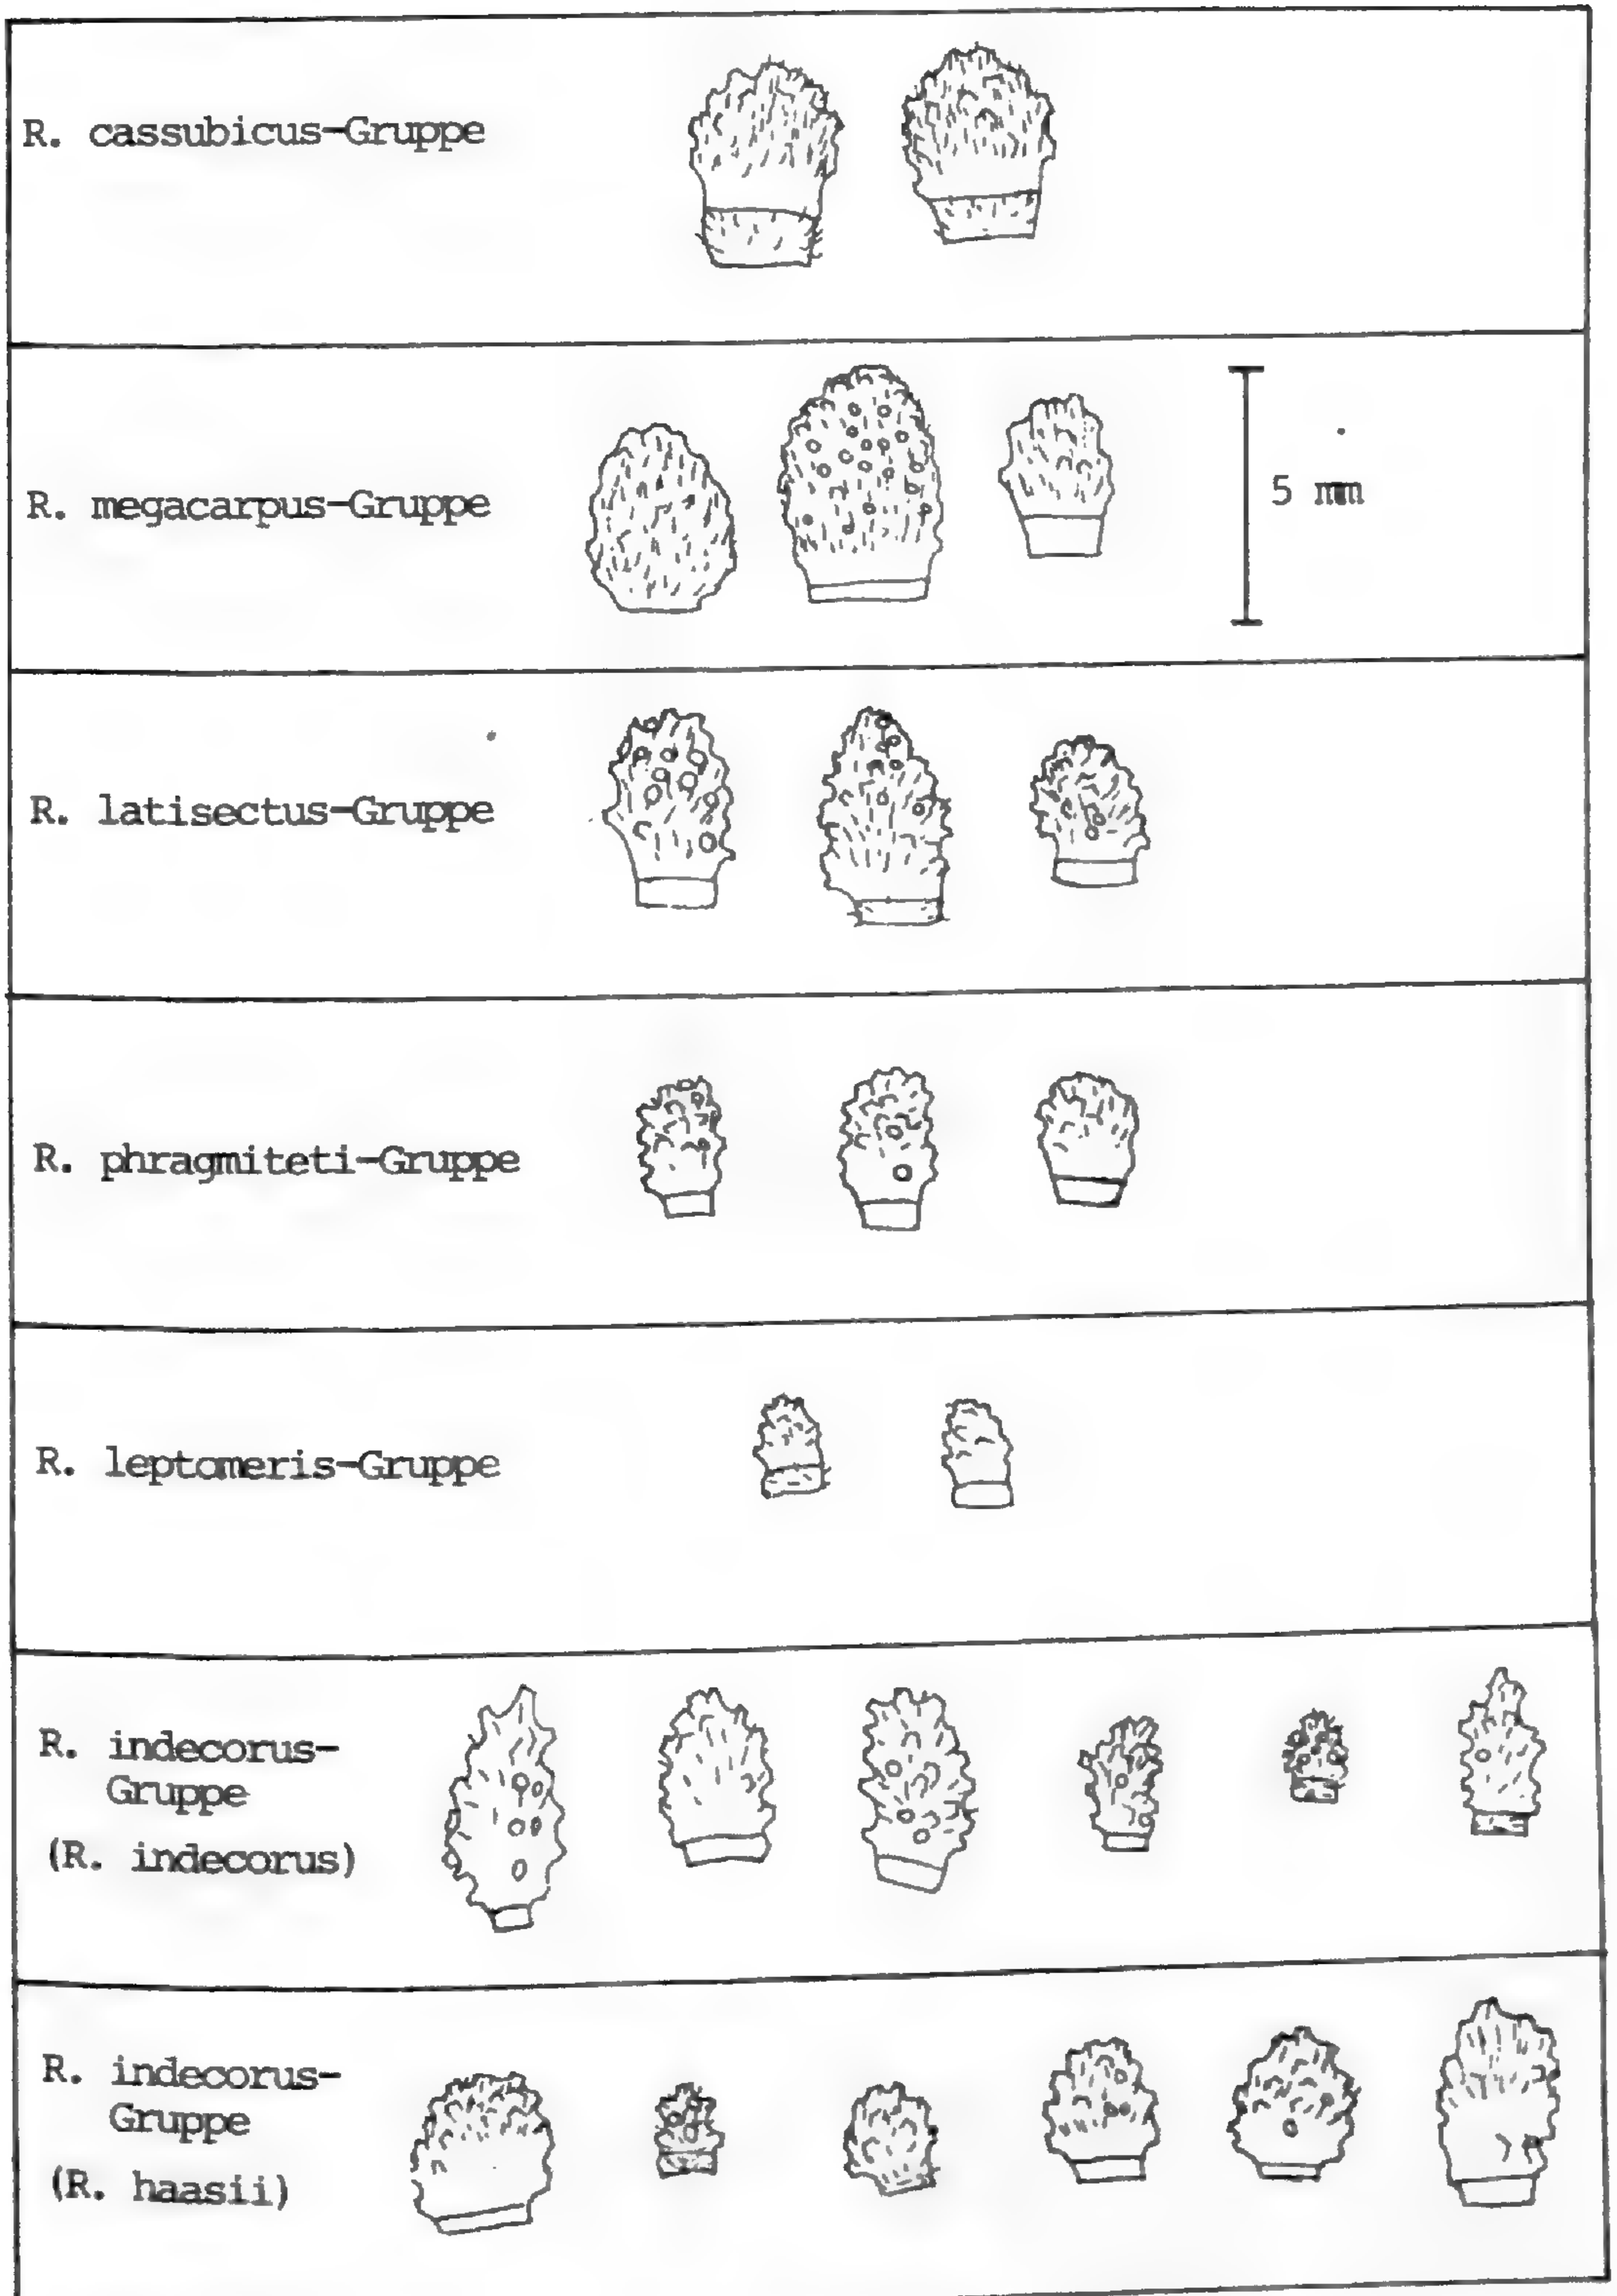 R. cassubicus-Gruppe
R. megacarpus-Gruppe
5 mm
R. latisectus-Gruppe
R. phragmiteti-Gruppe
R. leptomeris-Gruppe
R. indecorus-
Gruppe
(R. indecorus)
R. indecorus-
Gruppe
(R. haasii)